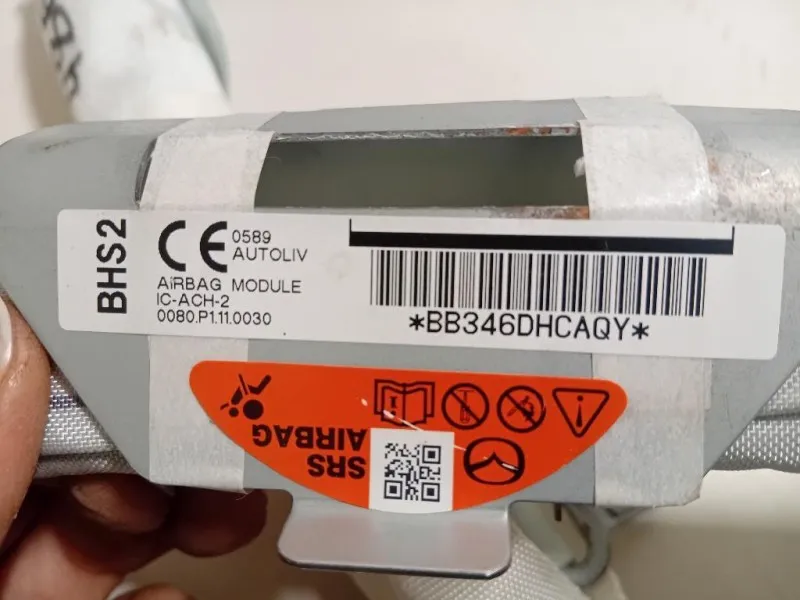 BHS2
CE 0589
AUTOLIV
AIRBAG MODULE
IC-ACH-2
0080.P1.11.0030
*BB346DHCAQY*
SRS
AIRBAG